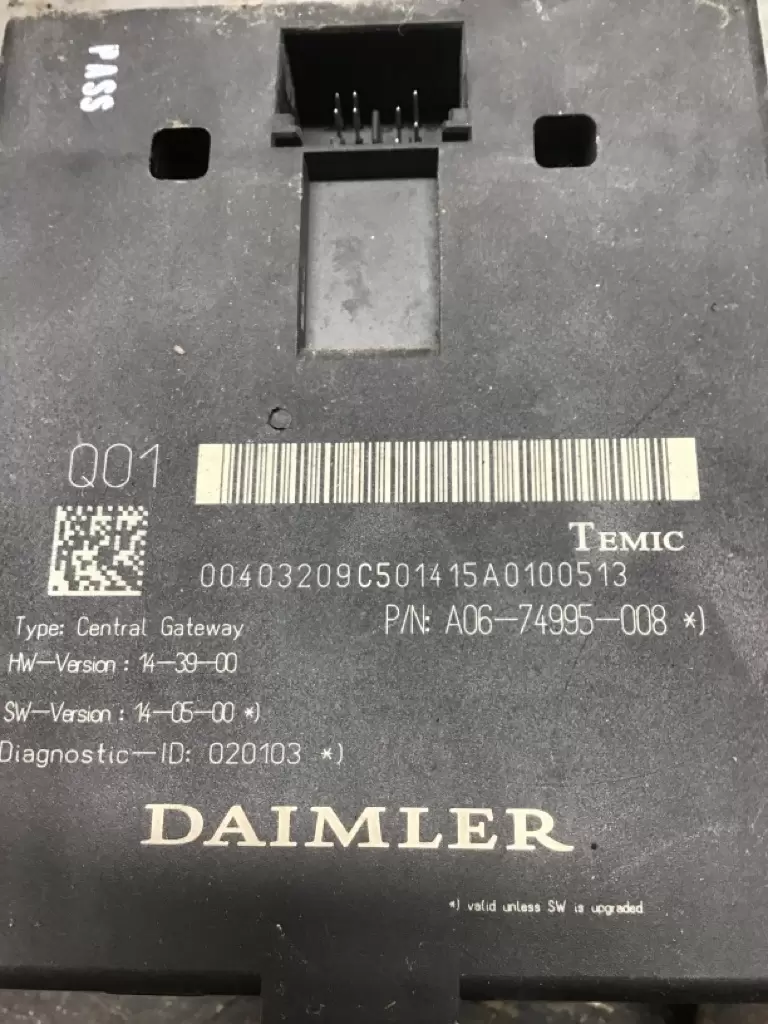 PASS
Q01
TEMIC
00403209C501415A0100513
P/N: A06-74995-008 *)
Type: Central Gateway
HW-Version : 14-39-00
SW-Version : 14-05-00 *)
Diagnostic-ID: 020103 *)
DAIMLER
*) valid unless SW is upgraded